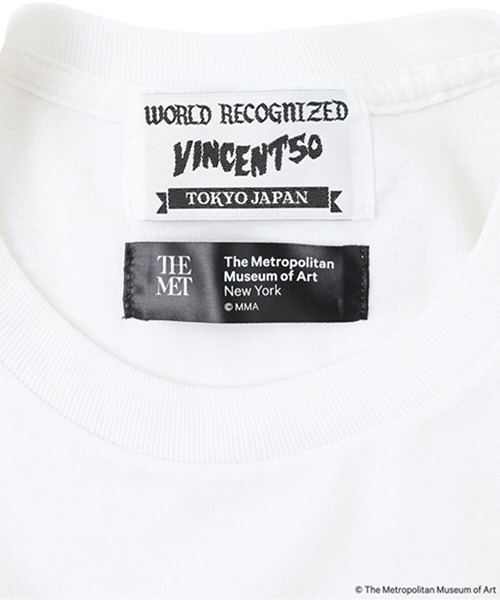 WORLD RECOGNIZED
VINCENT50
TOKYO JAPAN
THE
MET
The Metropolitan
Museum of Art
New York
© MMA
© The Metropolitan Museum of Art